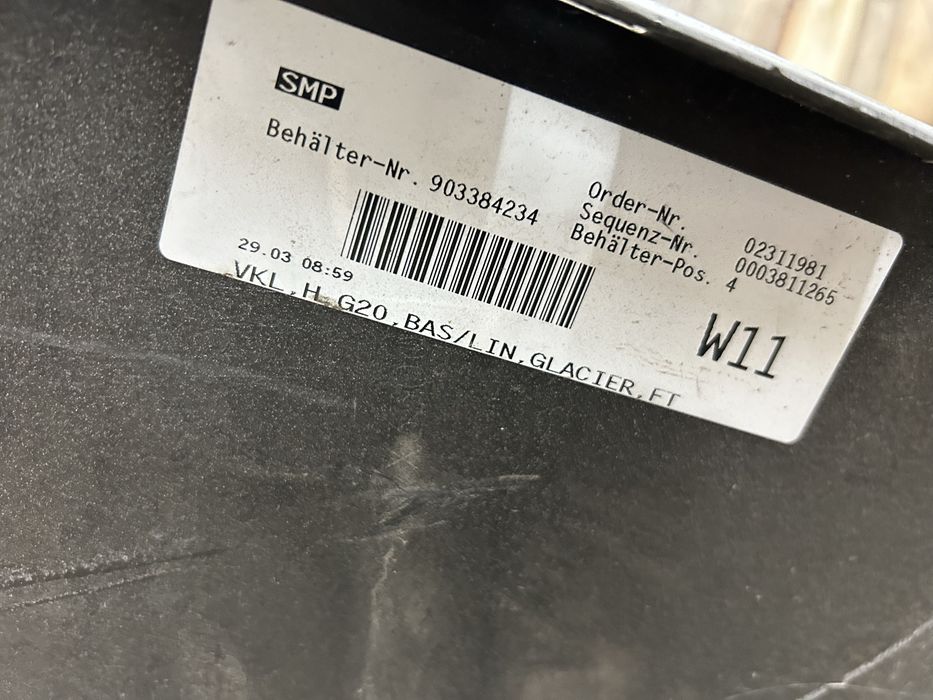 SMP
Behälter-Nr. 903384234
Order-Nr. 02311981
Sequenz-Nr. 0003811265
Behälter-Pos. 4
29.03 08:59
W11
VKL,H G20,BAS/LIN,GLACIER,FT